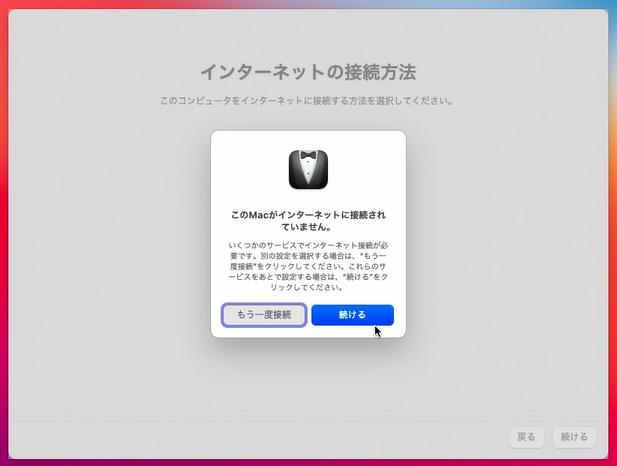 インターネットの接続方法
このコンピュータをインターネットに接続する方法を選択してください。
このMacがインターネットに接続され
ていません。
いくつかのサービスでインターネット接続が必
要です。別の設定を選択する場合は、“もう一
度接続”をクリックしてください。これらのサ
ービスをあとで設定する場合は、“続ける”をク
リックしてください。
もう一度接続
続ける
戻る
続ける